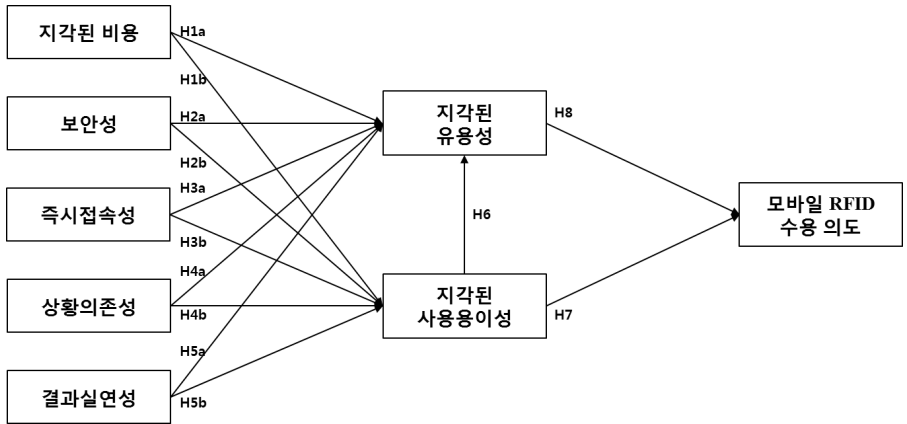 지각된 비용
H1a
H1b
보안성
H2a
H2b
즉시접속성
H3a
H3b
상황의존성
H4a
H4b
결과실연성
H5a
H5b
지각된
유용성
H8
H6
지각된
사용용이성
H7
모바일 RFID
수용 의도